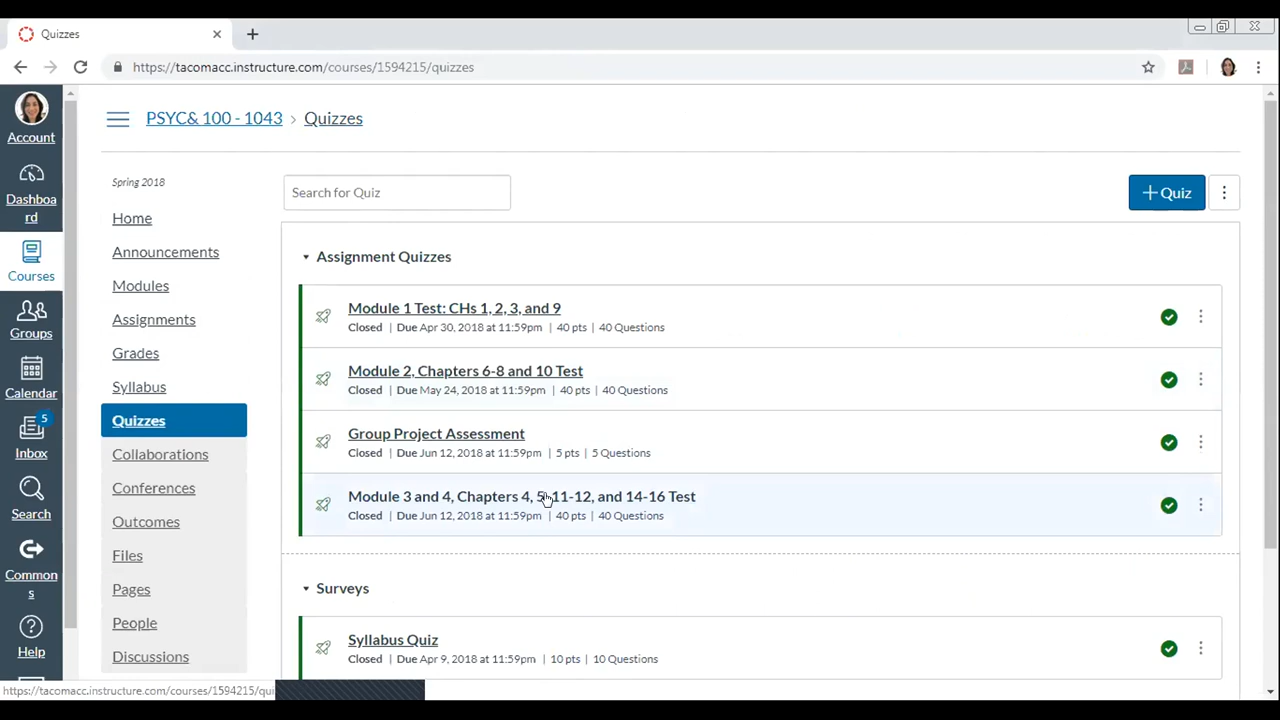 Quizzes
https://tacomacc.instructure.com/courses/1594215/quizzes
Account
Dashboa
rd
Courses
Groups
Calendar
5
Inbox
Search
Common
s
Help
PSYC& 100 - 1043 > Quizzes
Spring 2018
Home
Announcements
Modules
Assignments
Grades
Syllabus
Quizzes
Collaborations
Conferences
Outcomes
Files
Pages
People
Discussions
Search for Quiz
+ Quiz
Assignment Quizzes
Module 1 Test: CHs 1, 2, 3, and 9
Closed | Due Apr 30, 2018 at 11:59pm | 40 pts | 40 Questions
Module 2, Chapters 6-8 and 10 Test
Closed | Due May 24, 2018 at 11:59pm | 40 pts | 40 Questions
Group Project Assessment
Closed | Due Jun 12, 2018 at 11:59pm | 5 pts | 5 Questions
Module 3 and 4, Chapters 4, 5, 11-12, and 14-16 Test
Closed | Due Jun 12, 2018 at 11:59pm | 40 pts | 40 Questions
Surveys
Syllabus Quiz
Closed | Due Apr 9, 2018 at 11:59pm | 10 pts | 10 Questions
https://tacomacc.instructure.com/courses/1594215/qui